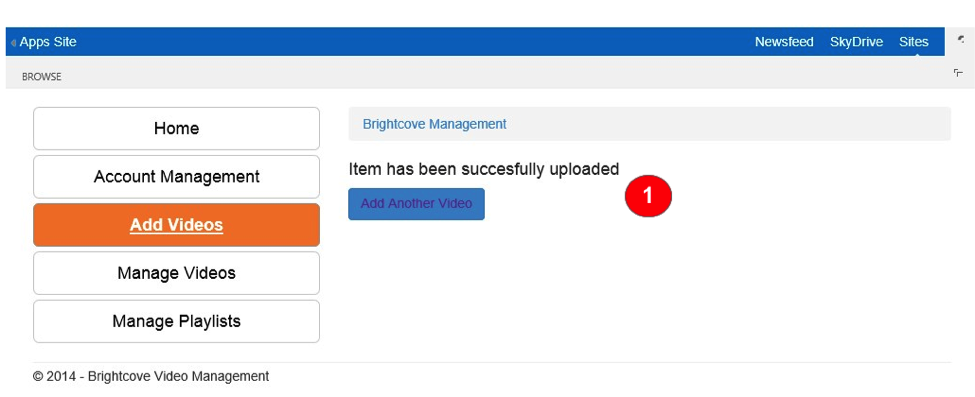 Apps Site Newsfeed SkyDrive Sites
BROWSE
Home
Account Management
Add Videos
Manage Videos
Manage Playlists
Brightcove Management
Item has been succesfully uploaded
Add Another Video
1
© 2014 - Brightcove Video Management